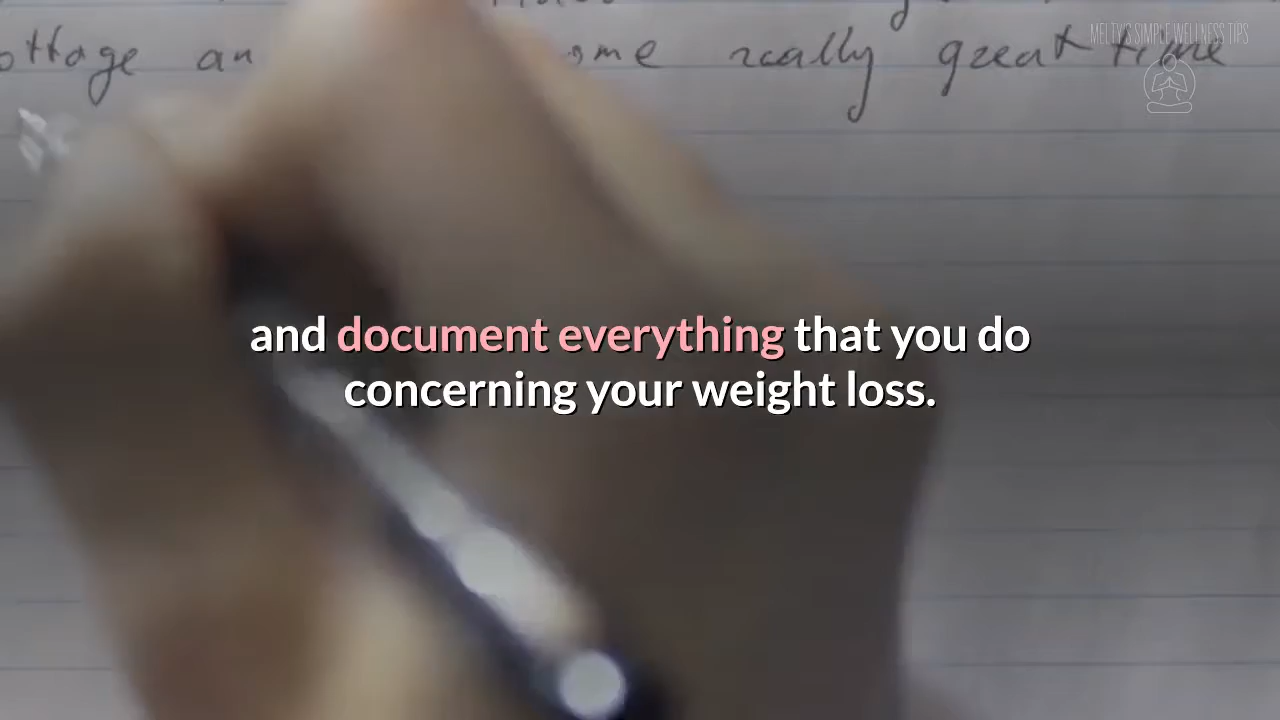 MELTY'S SIMPLE WELLNESS TIPS
ottage an ome really great time
and document everything that you do
concerning your weight loss.